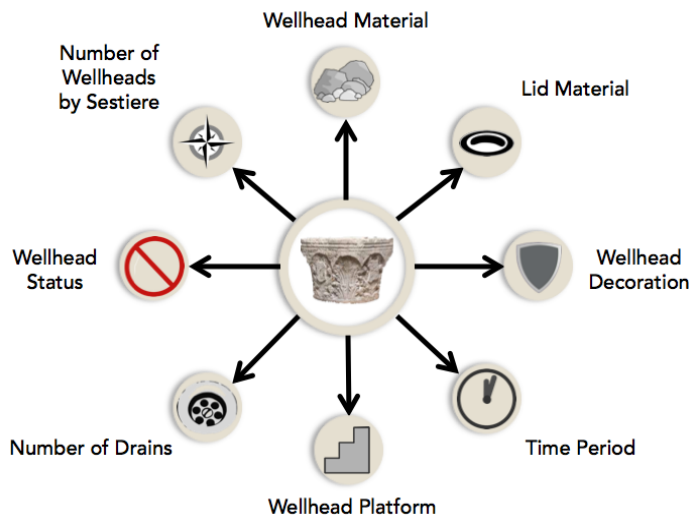 Wellhead Material
Number of
Wellheads
by Sestiere
Lid Material
Wellhead
Status
Wellhead
Decoration
Number of Drains
Time Period
Wellhead Platform